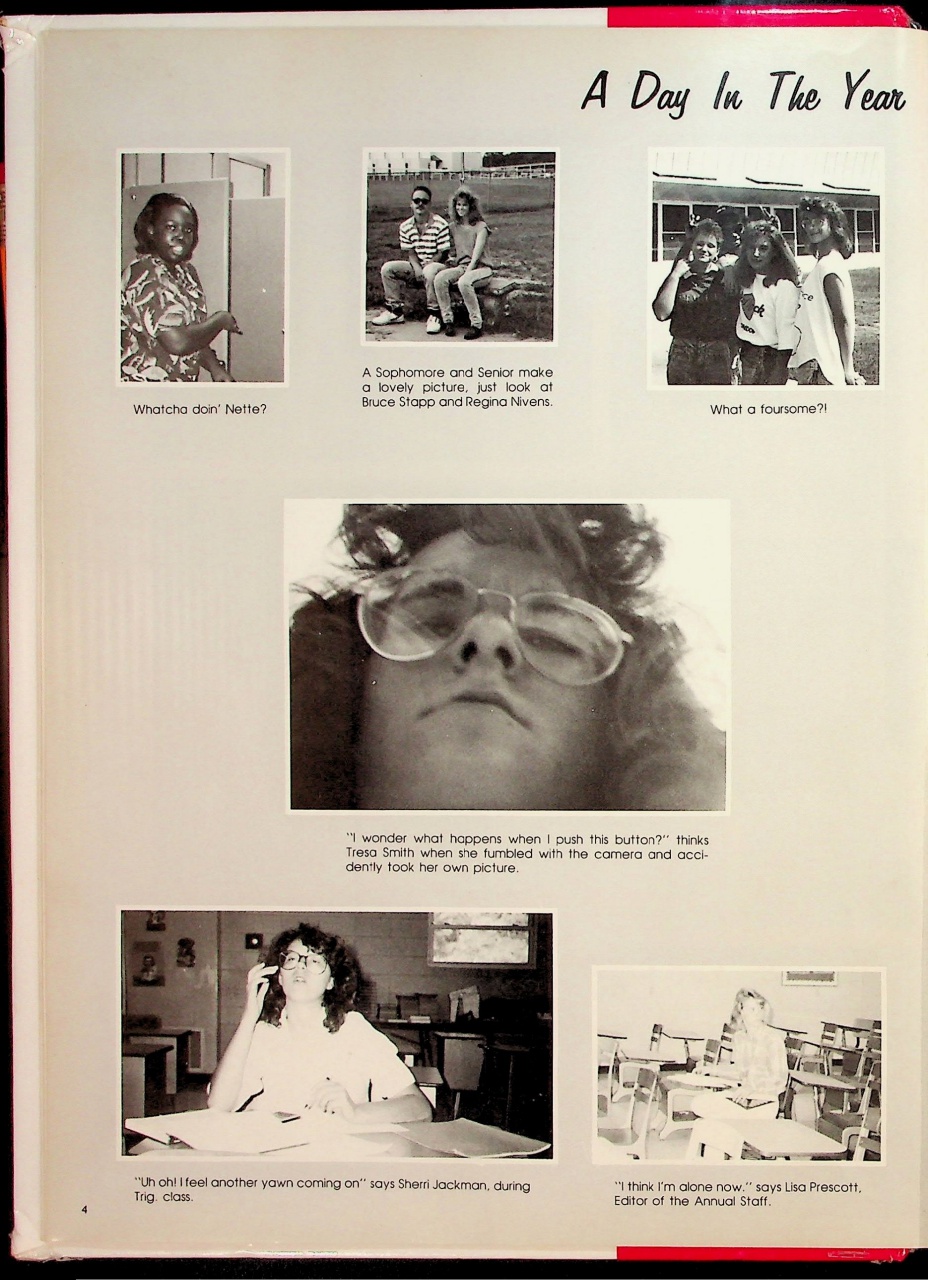 A Day In The Year
Whatcha doin' Nette?
A Sophomore and Senior make
a lovely picture, just look at
Bruce Stapp and Regina Nivens.
What a foursome?!
"I wonder what happens when I push this button?" thinks
Tresa Smith when she fumbled with the camera and acci-
dently took her own picture.
"Uh oh! I feel another yawn coming on" says Sherri Jackman, during
Trig. class.
"I think I'm alone now." says Lisa Prescott,
Editor of the Annual Staff.
4